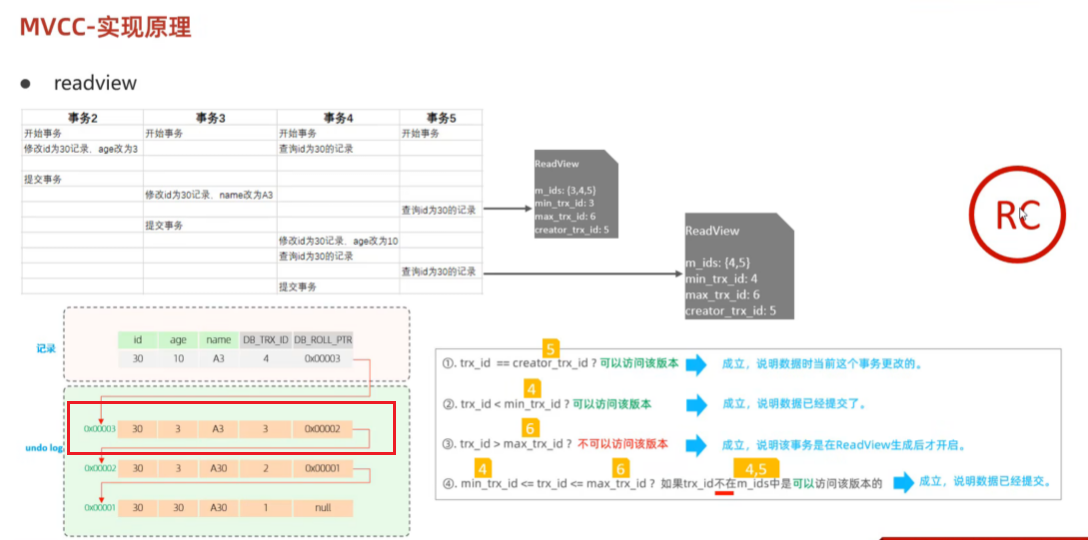 MVCC-实现原理
● readview
事务2 事务3 事务4 事务5
开始事务 开始事务 开始事务 开始事务
修改id为30记录、age改为3 查询id为30的记录
提交事务
修改id为30记录、name改为A3
查询id为30的记录
提交事务
修改id为30记录、age改为10
查询id为30的记录
查询id为30的记录
提交事务
ReadView
m_ids: {3,4,5}
min_trx_id: 3
max_trx_id: 6
creator_trx_id: 5
ReadView
m_ids: {4,5}
min_trx_id: 4
max_trx_id: 6
creator_trx_id: 5
RC
记录
id age name DB_TRX_ID DB_ROLL_PTR
30 10 A3 4 0x00003
undo log
0x00003 30 3 A3 3 0x00002
0x00002 30 3 A30 2 0x00001
0x00001 30 30 A30 1 null
5
①. trx_id == creator_trx_id ? 可以访问该版本 成立，说明数据时当前这个事务更改的。
4
②. trx_id < min_trx_id ? 可以访问该版本 成立，说明数据已经提交了。
6
③. trx_id > max_trx_id ? 不可以访问该版本 成立，说明该事务是在ReadView生成后才开启。
4 6 4,5
④. min_trx_id <= trx_id <= max_trx_id ? 如果trx_id不在m_ids中是可以访问该版本的 成立，说明数据已经提交。